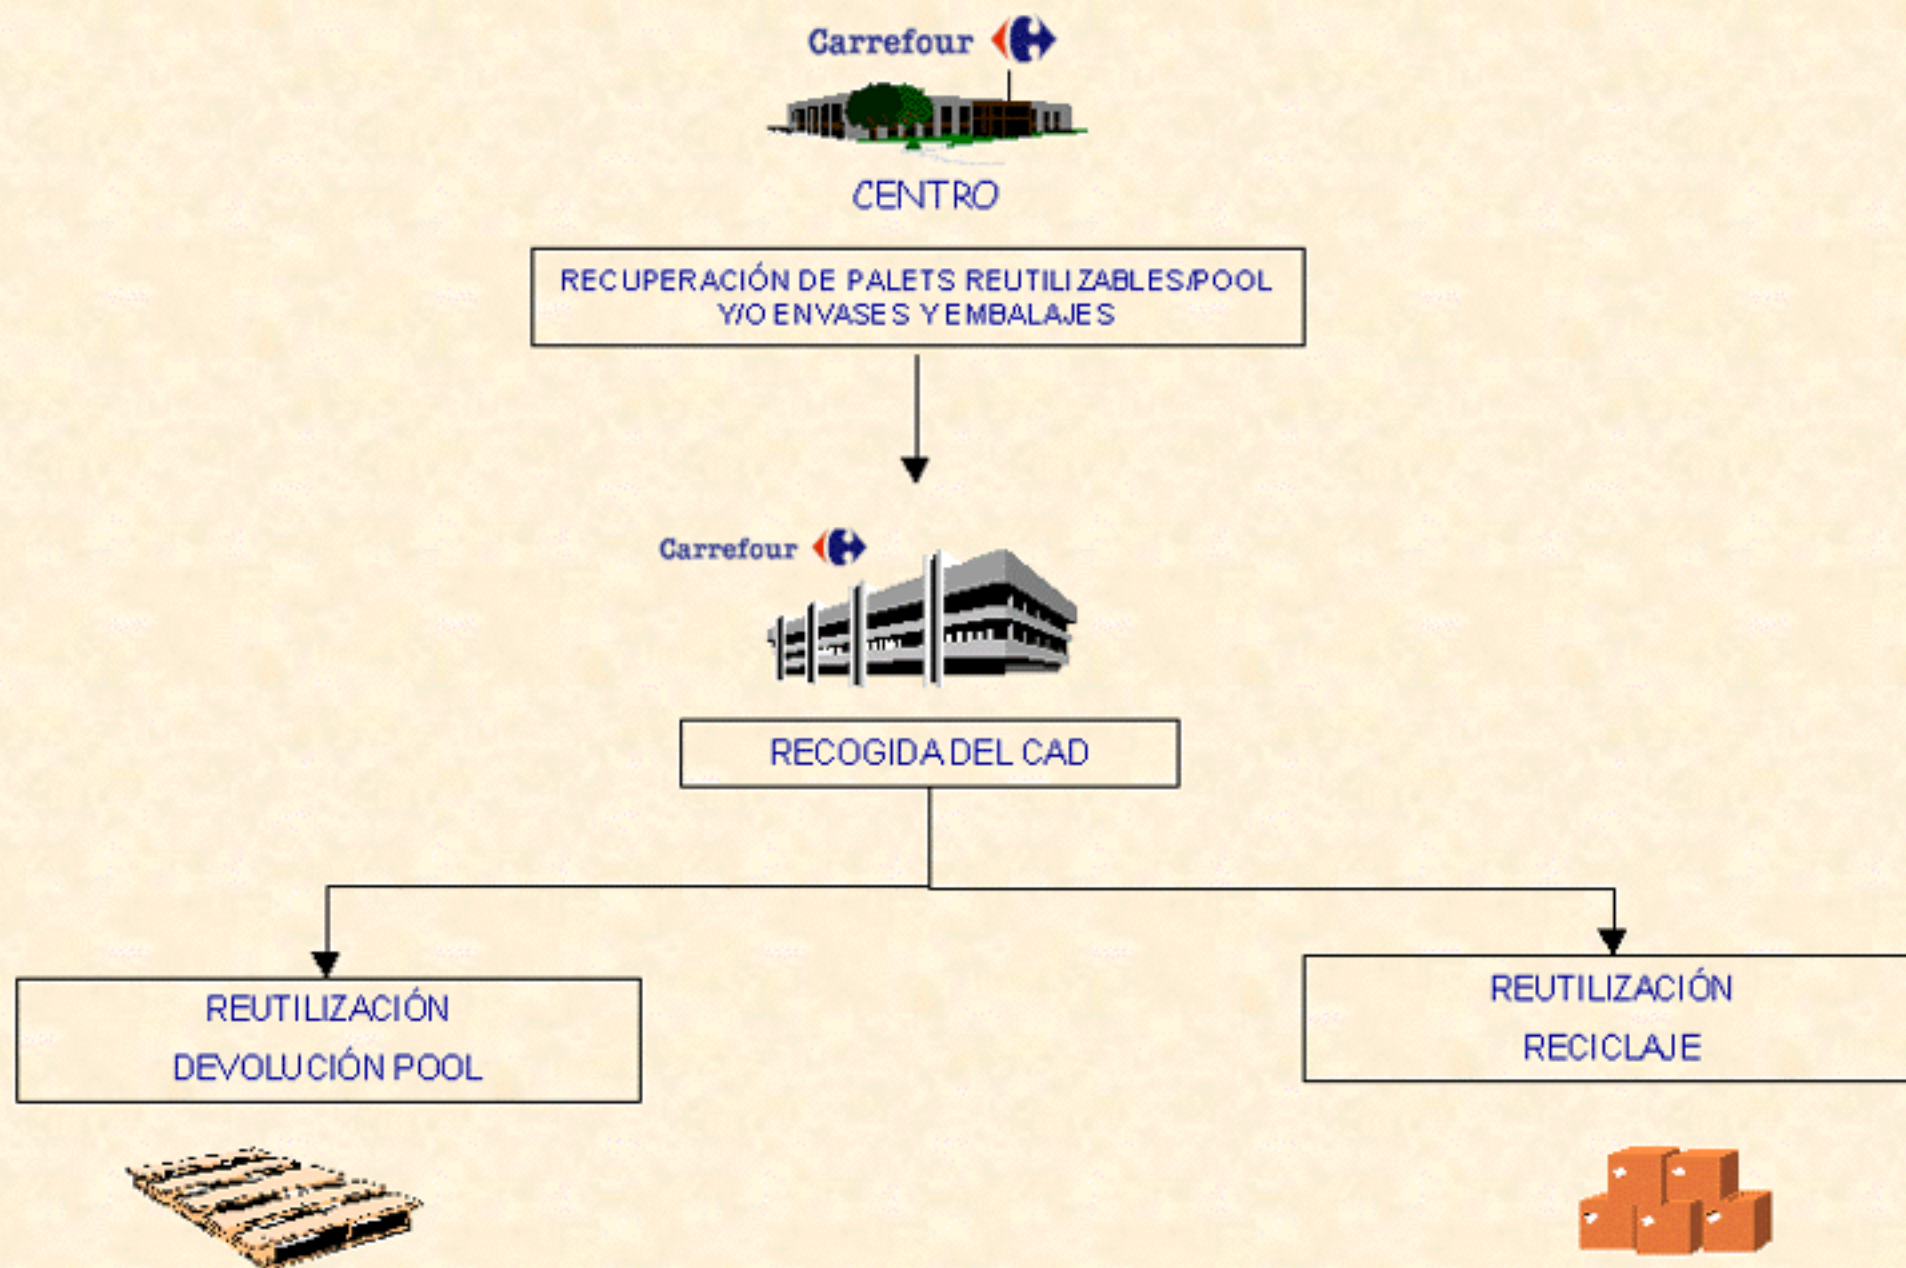 Carrefour
CENTRO
RECUPERACIÓN DE PALETS REUTILIZABLES/POOL
Y/O ENVASES Y EMBALAJES
Carrefour
RECOGIDA DEL CAD
REUTILIZACIÓN
DEVOLUCIÓN POOL
REUTILIZACIÓN
RECICLAJE